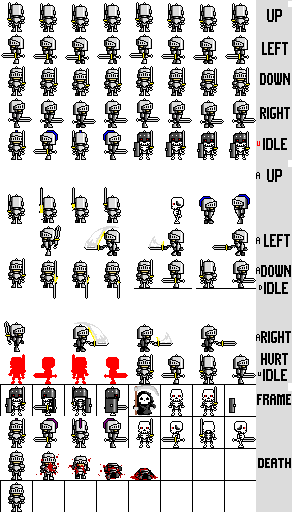 UP
LEFT
DOWN
RIGHT
U IDLE
A UP
A LEFT
A DOWN
D IDLE
A RIGHT
HURT
U IDLE
FRAME
DEATH